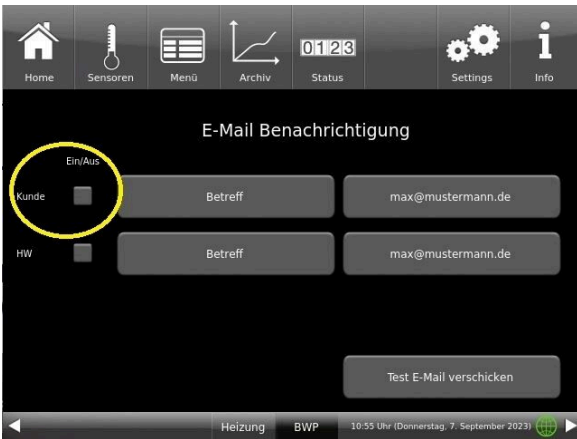 0123
Home Sensoren Menü Archiv Status Settings Info
E-Mail Benachrichtigung
Ein/Aus
Kunde Betreff max@mustermann.de
HW Betreff max@mustermann.de
Test E-Mail verschicken
Heizung BWP 10:55 Uhr (Donnerstag, 7. September 2023)